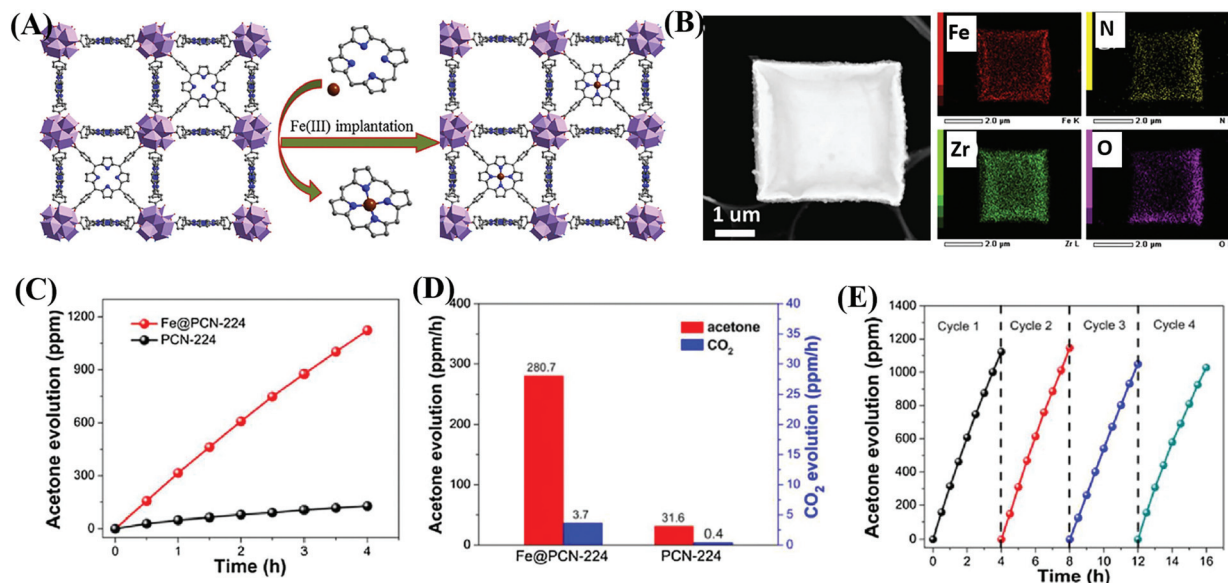 (A)
Fe(III) implantation
(B)
1 um
Fe
2.0 μm
Fe K
N
2.0 μm
N
Zr
2.0 μm
Zr L
O
2.0 μm
O
(C)
Acetone evolution (ppm)
1200
900
600
300
0
Fe@PCN-224
PCN-224
0 1 2 3 4
Time (h)
(D)
Acetone evolution (ppm/h)
400
300
200
100
0
acetone
CO2
280.7
3.7
31.6
0.4
Fe@PCN-224 PCN-224
40
35
30
25
20
15
10
5
0
CO2 evolution (ppm/h)
(E)
Acetone evolution (ppm)
1400
1200
1000
800
600
400
200
0
Cycle 1 Cycle 2 Cycle 3 Cycle 4
0 2 4 6 8 10 12 14 16
Time (h)